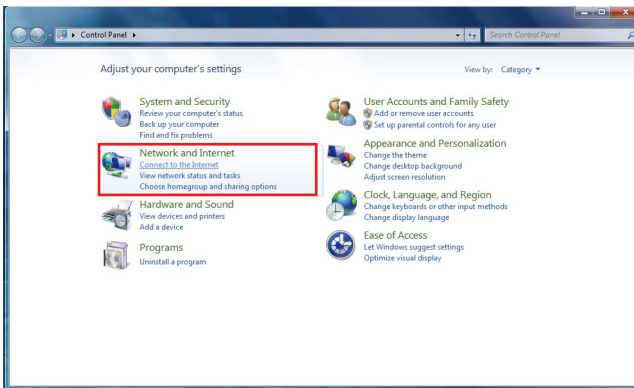 Control Panel
Search Control Panel
Adjust your computer's settings
View by: Category
System and Security
Review your computer's status
Back up your computer
Find and fix problems
Network and Internet
Connect to the Internet
View network status and tasks
Choose homegroup and sharing options
Hardware and Sound
View devices and printers
Add a device
Programs
Uninstall a program
User Accounts and Family Safety
Add or remove user accounts
Set up parental controls for any user
Appearance and Personalization
Change the theme
Change desktop background
Adjust screen resolution
Clock, Language, and Region
Change keyboards or other input methods
Change display language
Ease of Access
Let Windows suggest settings
Optimize visual display